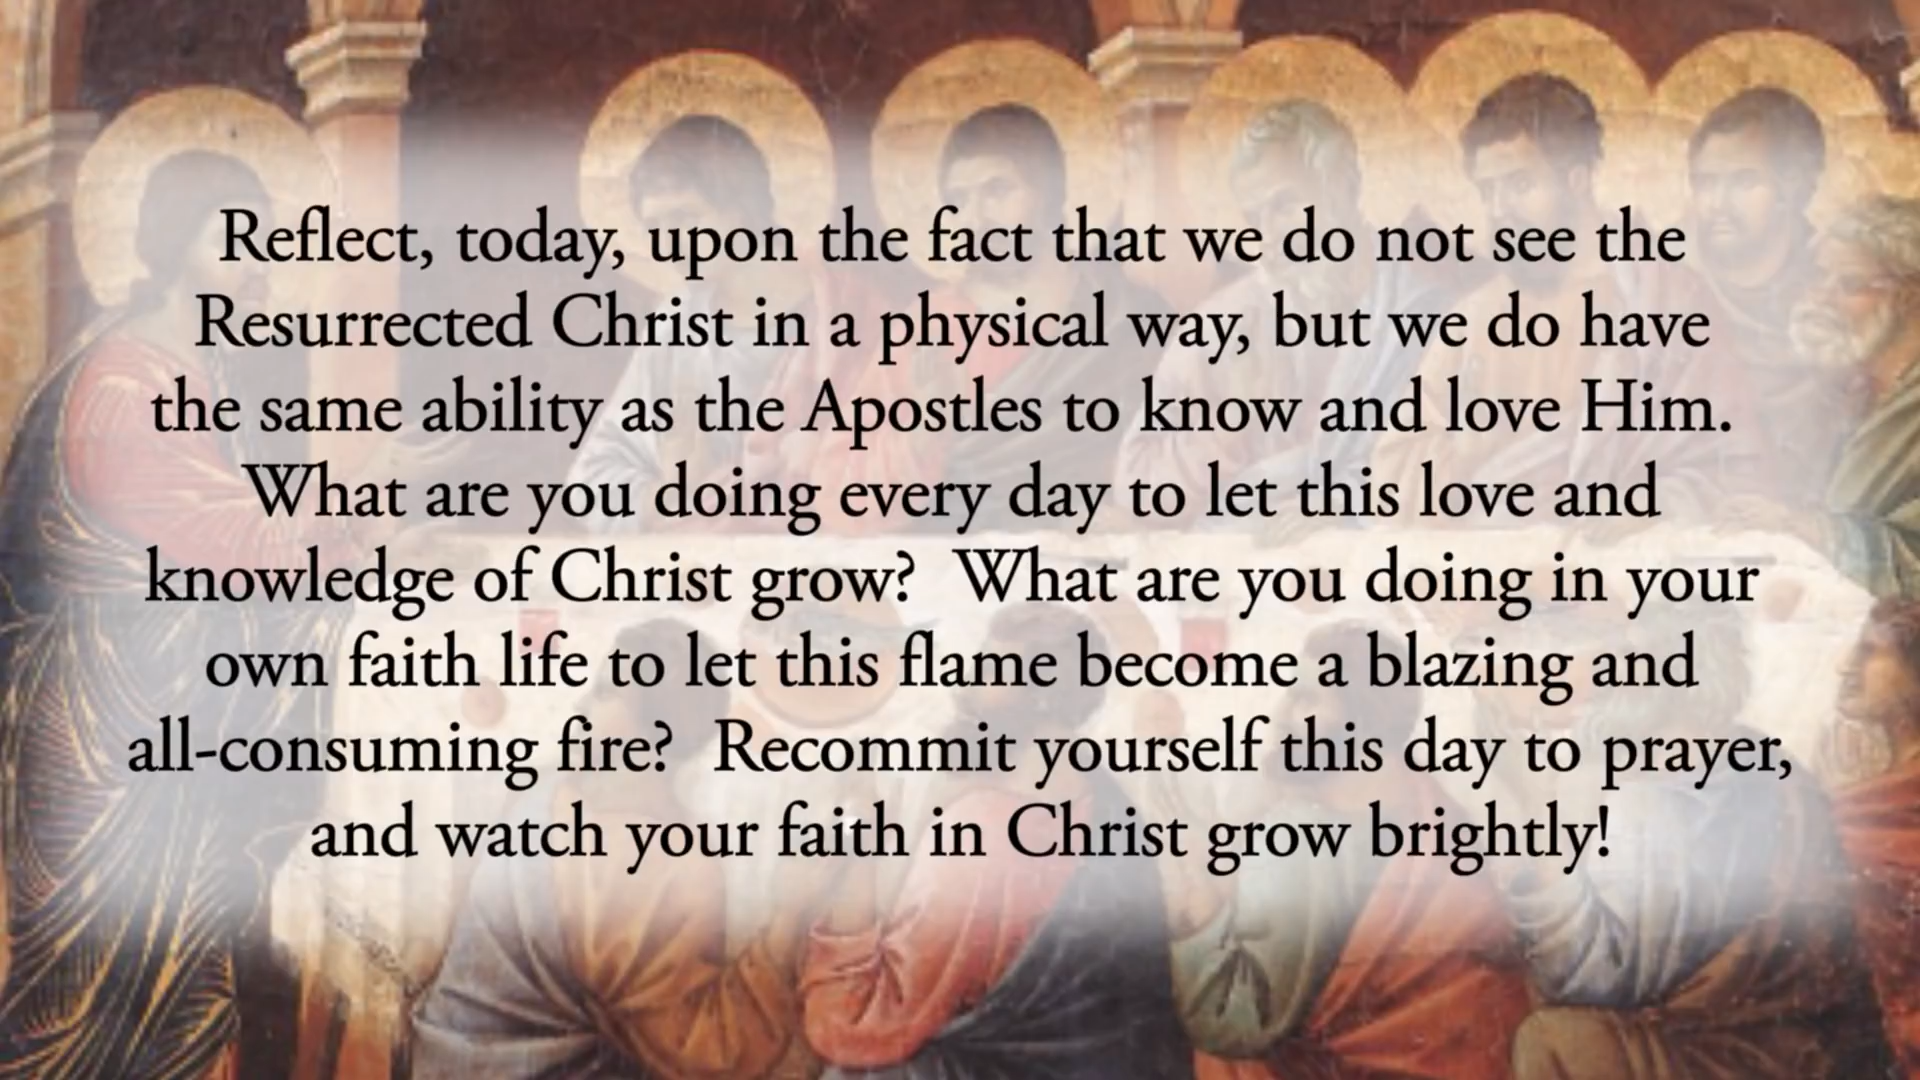 Reflect, today, upon the fact that we do not see the
Resurrected Christ in a physical way, but we do have
the same ability as the Apostles to know and love Him.
What are you doing every day to let this love and
knowledge of Christ grow?  What are you doing in your
own faith life to let this flame become a blazing and
all-consuming fire?  Recommit yourself this day to prayer,
and watch your faith in Christ grow brightly!